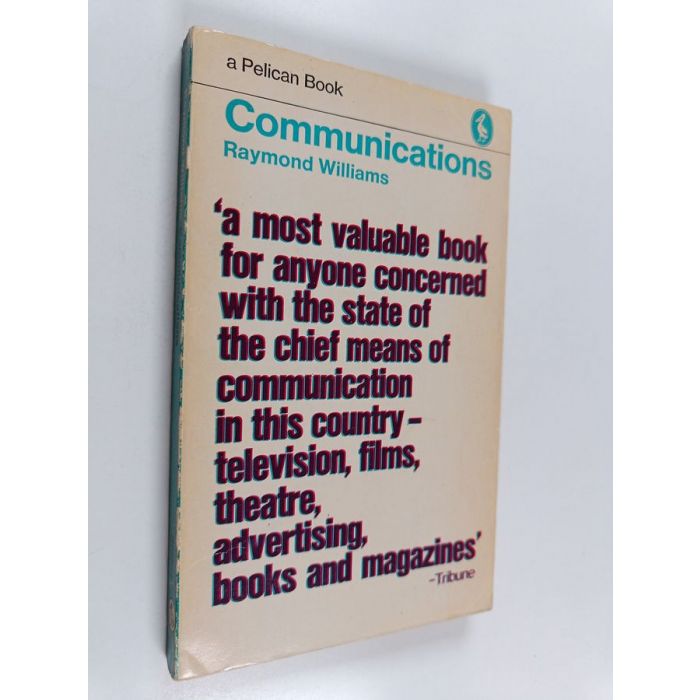 a Pelican Book
Communications
Raymond Williams
‘a most valuable book
for anyone concerned
with the state of
the chief means of
communication
in this country–
television, films,
theatre,
advertising,
books and magazines’
–Tribune